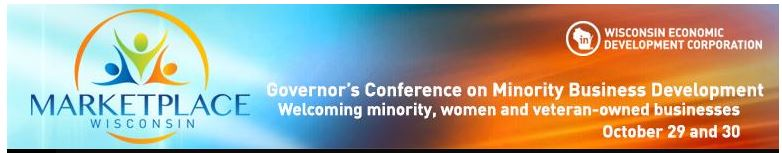 MARKETPLACE
WISCONSIN
in
WISCONSIN ECONOMIC
DEVELOPMENT CORPORATION
Governor's Conference on Minority Business Development
Welcoming minority, women and veteran-owned businesses
October 29 and 30